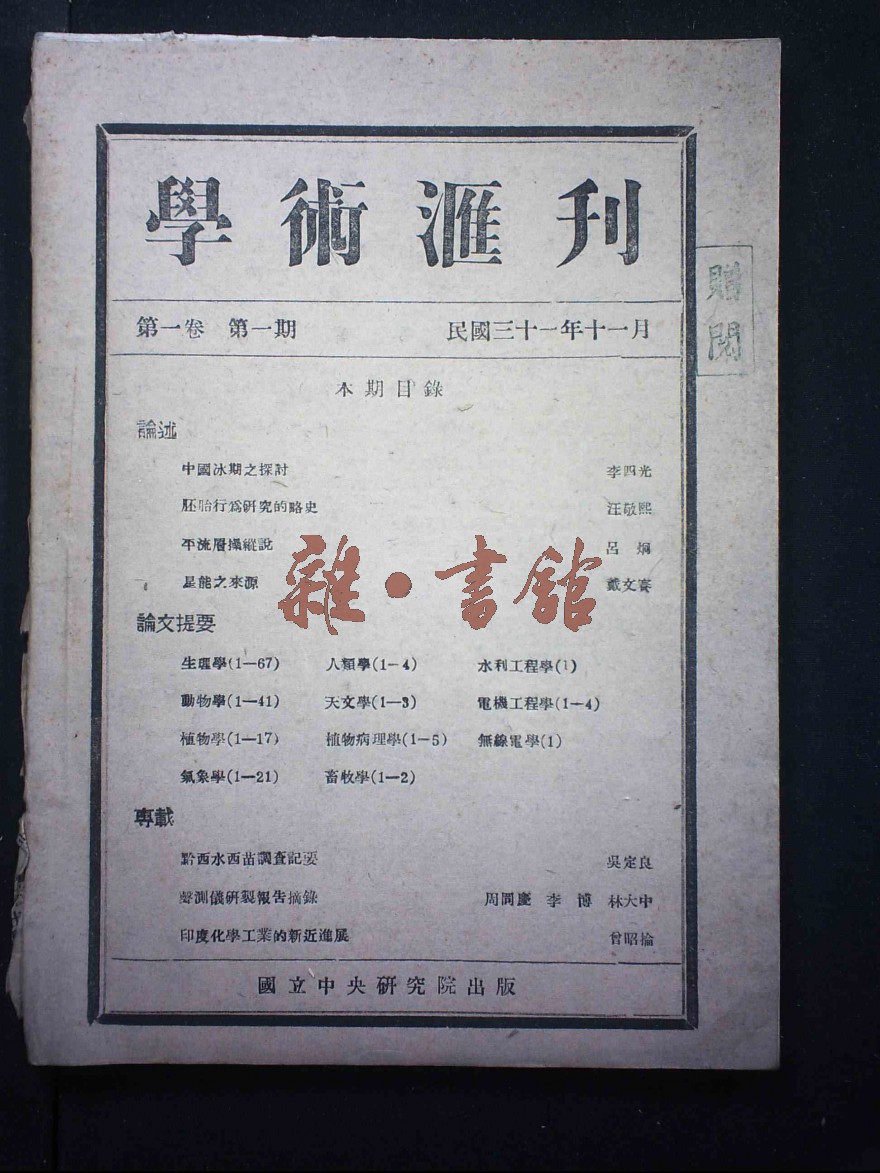 學術滙刊
贈閱
第一卷 第一期 民國三十一年十一月
本期目錄
論述
中國冰期之探討 李四光
胚胎行爲研究的略史 汪敬熙
平流層操縱說 呂炯
星能之來源 戴文賽
雜·書館
論文提要
生理學(1—67) 人類學(1—4) 水利工程學(1)
動物學(1—41) 天文學(1—3) 電機工程學(1—4)
植物學(1—17) 植物病理學(1—5) 無線電學(1)
氣象學(1—21) 畜牧學(1—2)
專載
黔西水西苗調查記要 吳定良
聲測儀研製報告摘錄 周同慶 李博 林大中
印度化學工業的新近進展 曾昭掄
國立中央研究院出版